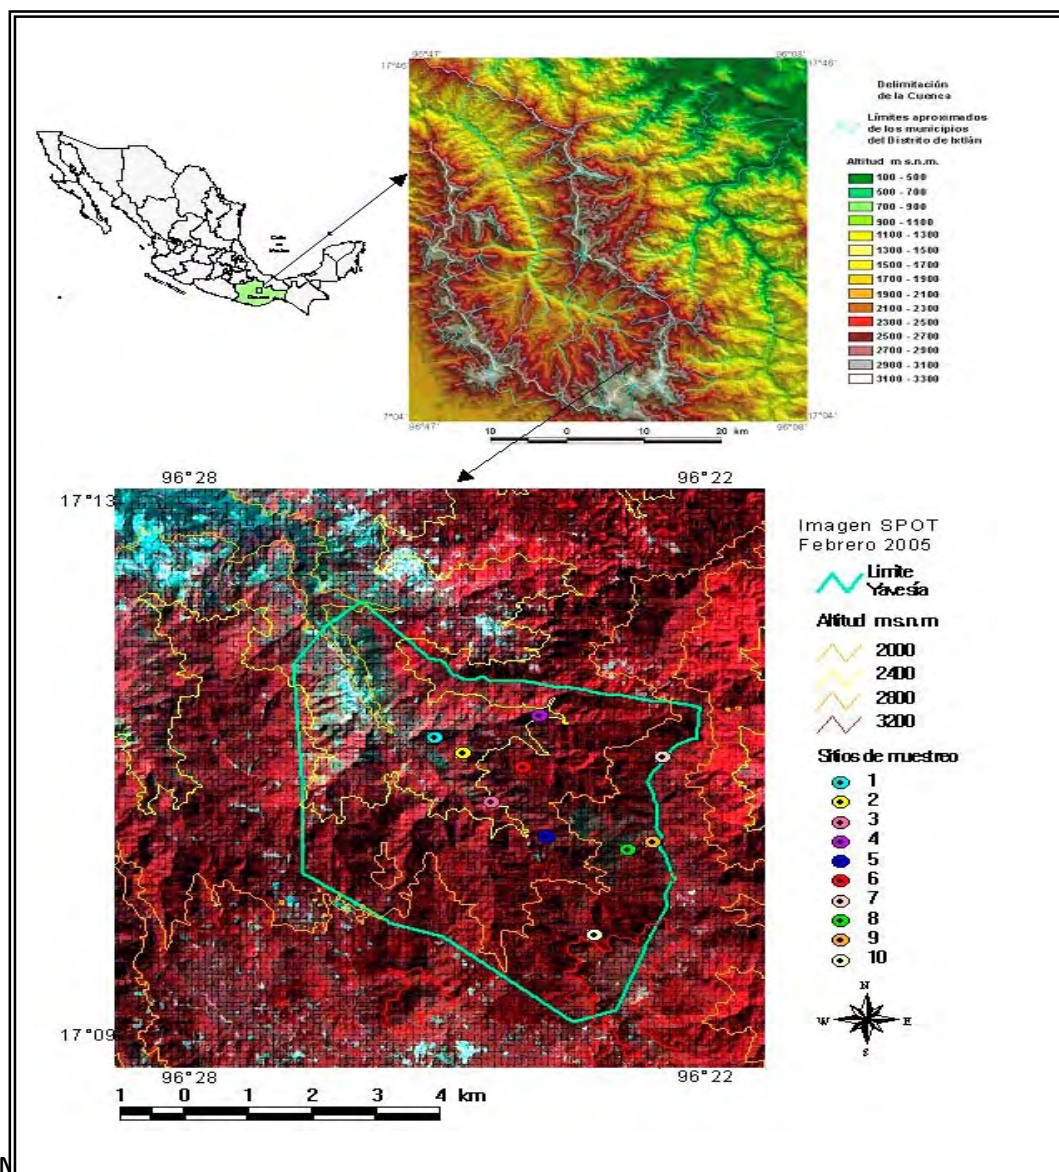 96°47'
96°08'
17°46'
17°46'
Delimitación
de la Cuenca
Límites aproximados
de los municipios
del Distrito de Ixtlán
Altitud m s.n.m.
100 - 500
500 - 700
700 - 900
900 - 1100
1100 - 1300
1300 - 1500
1500 - 1700
1700 - 1900
1900 - 2100
2100 - 2300
2300 - 2500
2500 - 2700
2700 - 2900
2900 - 3100
3100 - 3300
7°04'
17°04'
96°47'
96°08'
10 0 10 20 km
96°28
96°22
17°13
Imagen SPOT
Febrero 2005
Limite
Yavesía
Altitud m.s.n.m
2000
2400
2800
3200
Sitios de muestreo
1
2
3
4
5
6
7
8
9
10
N
W E
S
17°09
96°28
96°22
1 0 1 2 3 4 km
N